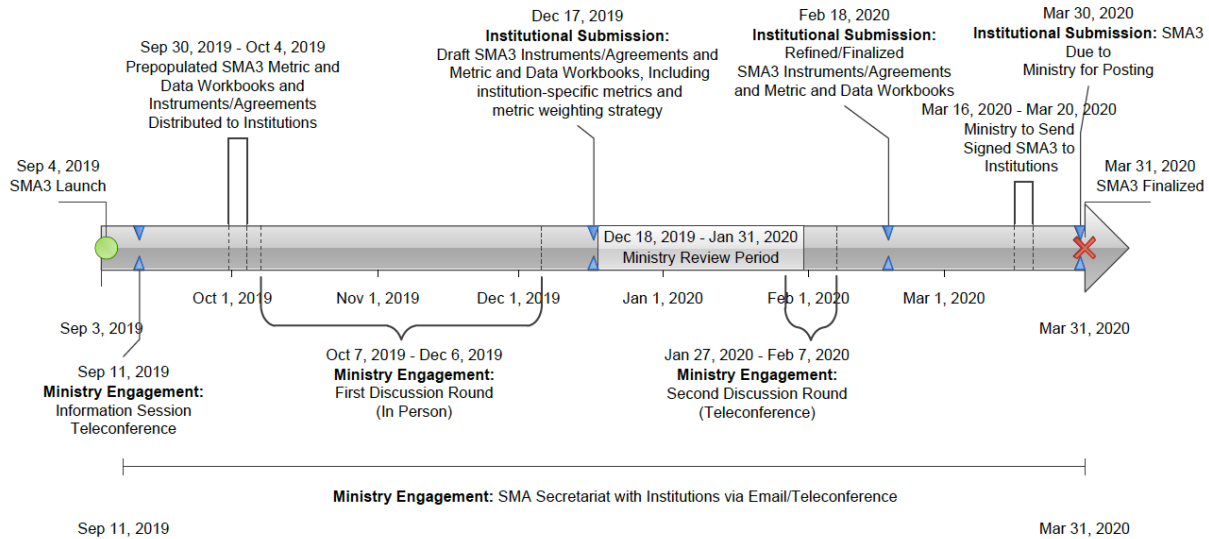 Dec 17, 2019
Institutional Submission:
Draft SMA3 Instruments/Agreements and
Metric and Data Workbooks, Including
institution-specific metrics and
metric weighting strategy
Feb 18, 2020
Institutional Submission:
Refined/Finalized
SMA3 Instruments/Agreements
and Metric and Data Workbooks
Mar 30, 2020
Institutional Submission: SMA3
Due to
Ministry for Posting
Sep 30, 2019 - Oct 4, 2019
Prepopulated SMA3 Metric and
Data Workbooks and
Instruments/Agreements
Distributed to Institutions
Mar 16, 2020 - Mar 20, 2020
Ministry to Send
Signed SMA3 to
Institutions
Sep 4, 2019
SMA3 Launch
Mar 31, 2020
SMA3 Finalized
Dec 18, 2019 - Jan 31, 2020
Ministry Review Period
Oct 1, 2019
Nov 1, 2019
Dec 1, 2019
Jan 1, 2020
Feb 1, 2020
Mar 1, 2020
Sep 3, 2019
Mar 31, 2020
Sep 11, 2019
Ministry Engagement:
Information Session
Teleconference
Oct 7, 2019 - Dec 6, 2019
Ministry Engagement:
First Discussion Round
(In Person)
Jan 27, 2020 - Feb 7, 2020
Ministry Engagement:
Second Discussion Round
(Teleconference)
Ministry Engagement: SMA Secretariat with Institutions via Email/Teleconference
Sep 11, 2019
Mar 31, 2020